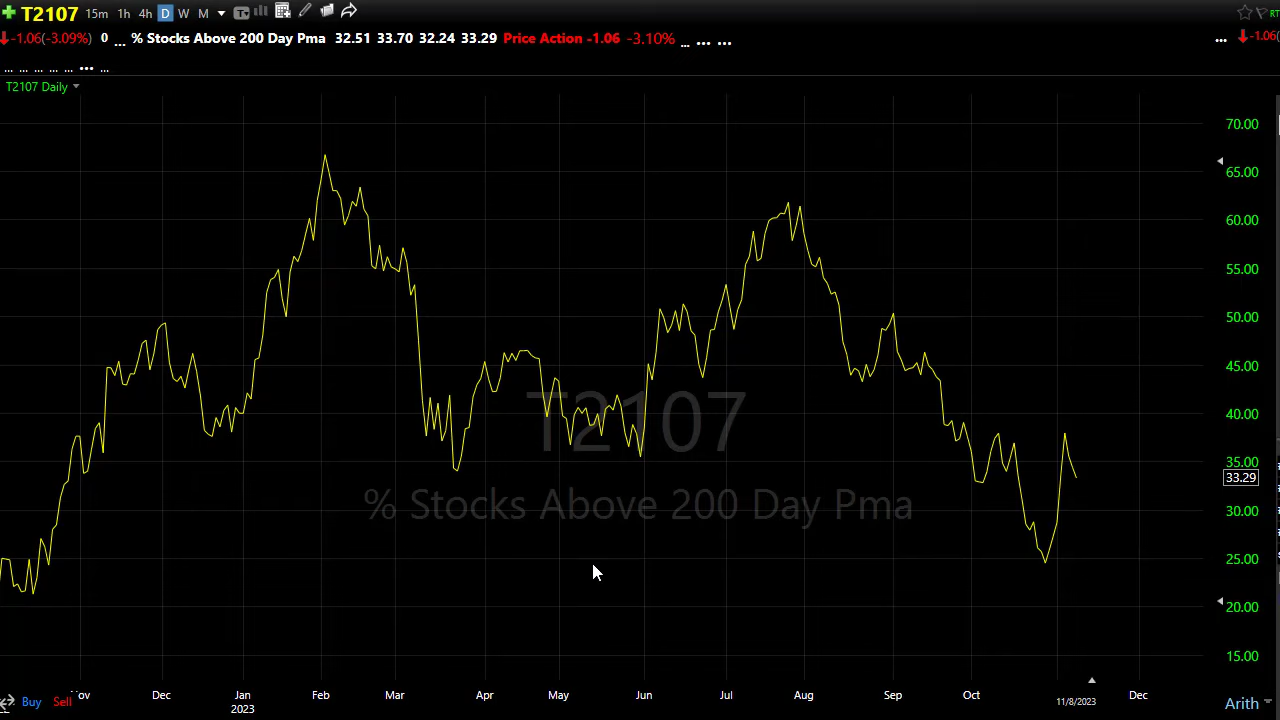 T2107 15m 1h 4h D W M T RT
-1.06(-3.09%) 0 ... % Stocks Above 200 Day Pma 32.51 33.70 32.24 33.29 Price Action -1.06 -3.10% ... ... ... ... -1.06(
... ... ... ... ... ... ...
T2107 Daily
70.00
65.00
60.00
55.00
50.00
45.00
40.00
35.00
33.29
30.00
25.00
20.00
15.00
T2107
% Stocks Above 200 Day Pma
Buy Sell ov Dec Jan Feb Mar Apr May Jun Jul Aug Sep Oct 11/8/2023 Dec
2023
Arith